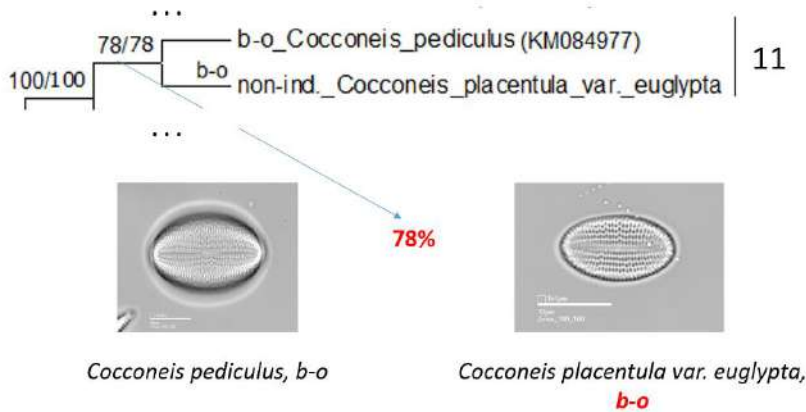 ...
78/78
b-o_Cocconeis_pediculus (KM084977)
11
b-o
100/100
non-ind._Cocconeis_placentula_var._euglypta
...
78%
Cocconeis pediculus, b-o
Cocconeis placentula var. euglypta,
b-o